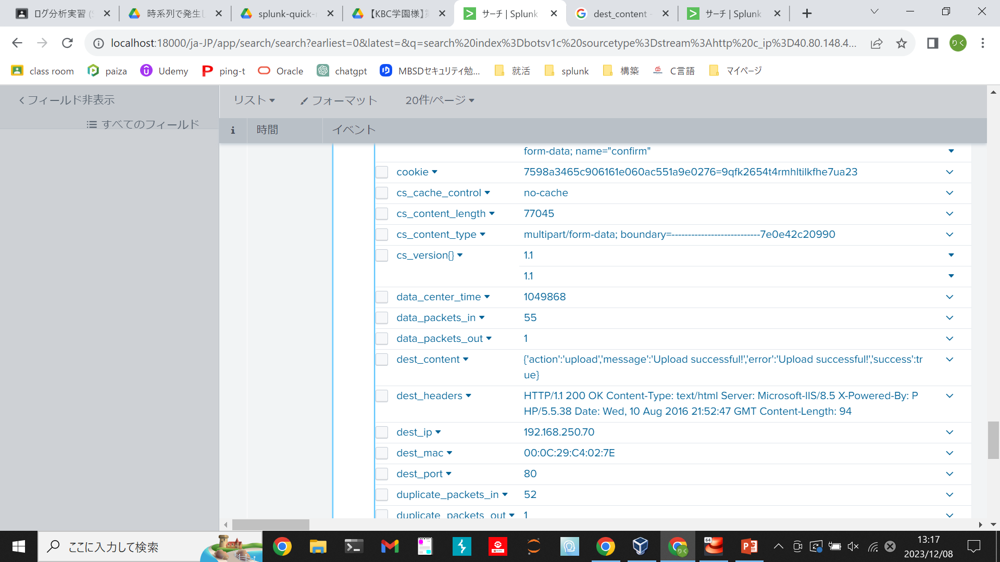 ログ分析実習 (S
時系列で発生し
splunk-quick-r
【KBC学園様】第
サーチ | Splunk
dest_content -
サーチ | Splunk
localhost:18000/ja-JP/app/search/search?earliest=0&latest=&q=search%20index%3Dbotsv1c%20sourcetype%3Dstream%3Ahttp%20c_ip%3D40.80.148.4...
りく
class room
paiza
Udemy
ping-t
Oracle
chatgpt
MBSDセキュリティ勉...
就活
splunk
構築
C言語
マイページ
フィールド非表示
リスト
フォーマット
20件/ページ
すべてのフィールド
i
時間
イベント
form-data; name="confirm"
cookie
7598a3465c906161e060ac551a9e0276=9qfk2654t4rmhltilkfhe7ua23
cs_cache_control
no-cache
cs_content_length
77045
cs_content_type
multipart/form-data; boundary=---------------------------7e0e42c20990
cs_version{}
1.1
1.1
data_center_time
1049868
data_packets_in
55
data_packets_out
1
dest_content
{'action':'upload','message':'Upload successful!','error':'Upload successful!','success':tr
ue}
dest_headers
HTTP/1.1 200 OK Content-Type: text/html Server: Microsoft-IIS/8.5 X-Powered-By: P
HP/5.5.38 Date: Wed, 10 Aug 2016 21:52:47 GMT Content-Length: 94
dest_ip
192.168.250.70
dest_mac
00:0C:29:C4:02:7E
dest_port
80
duplicate_packets_in
52
duplicate_packets_out
1
ここに入力して検索
64
13:17
2023/12/08